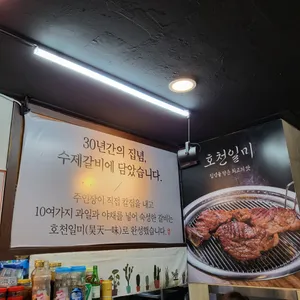 30년간의 집념,
수제갈비에 담았습니다.
주인장이 직접 칼집을 내고
10여가지 과일과 야채를 넣어 숙성한 갈비는
호천일미(昊天一味)로 완성했습니다.
호천일미